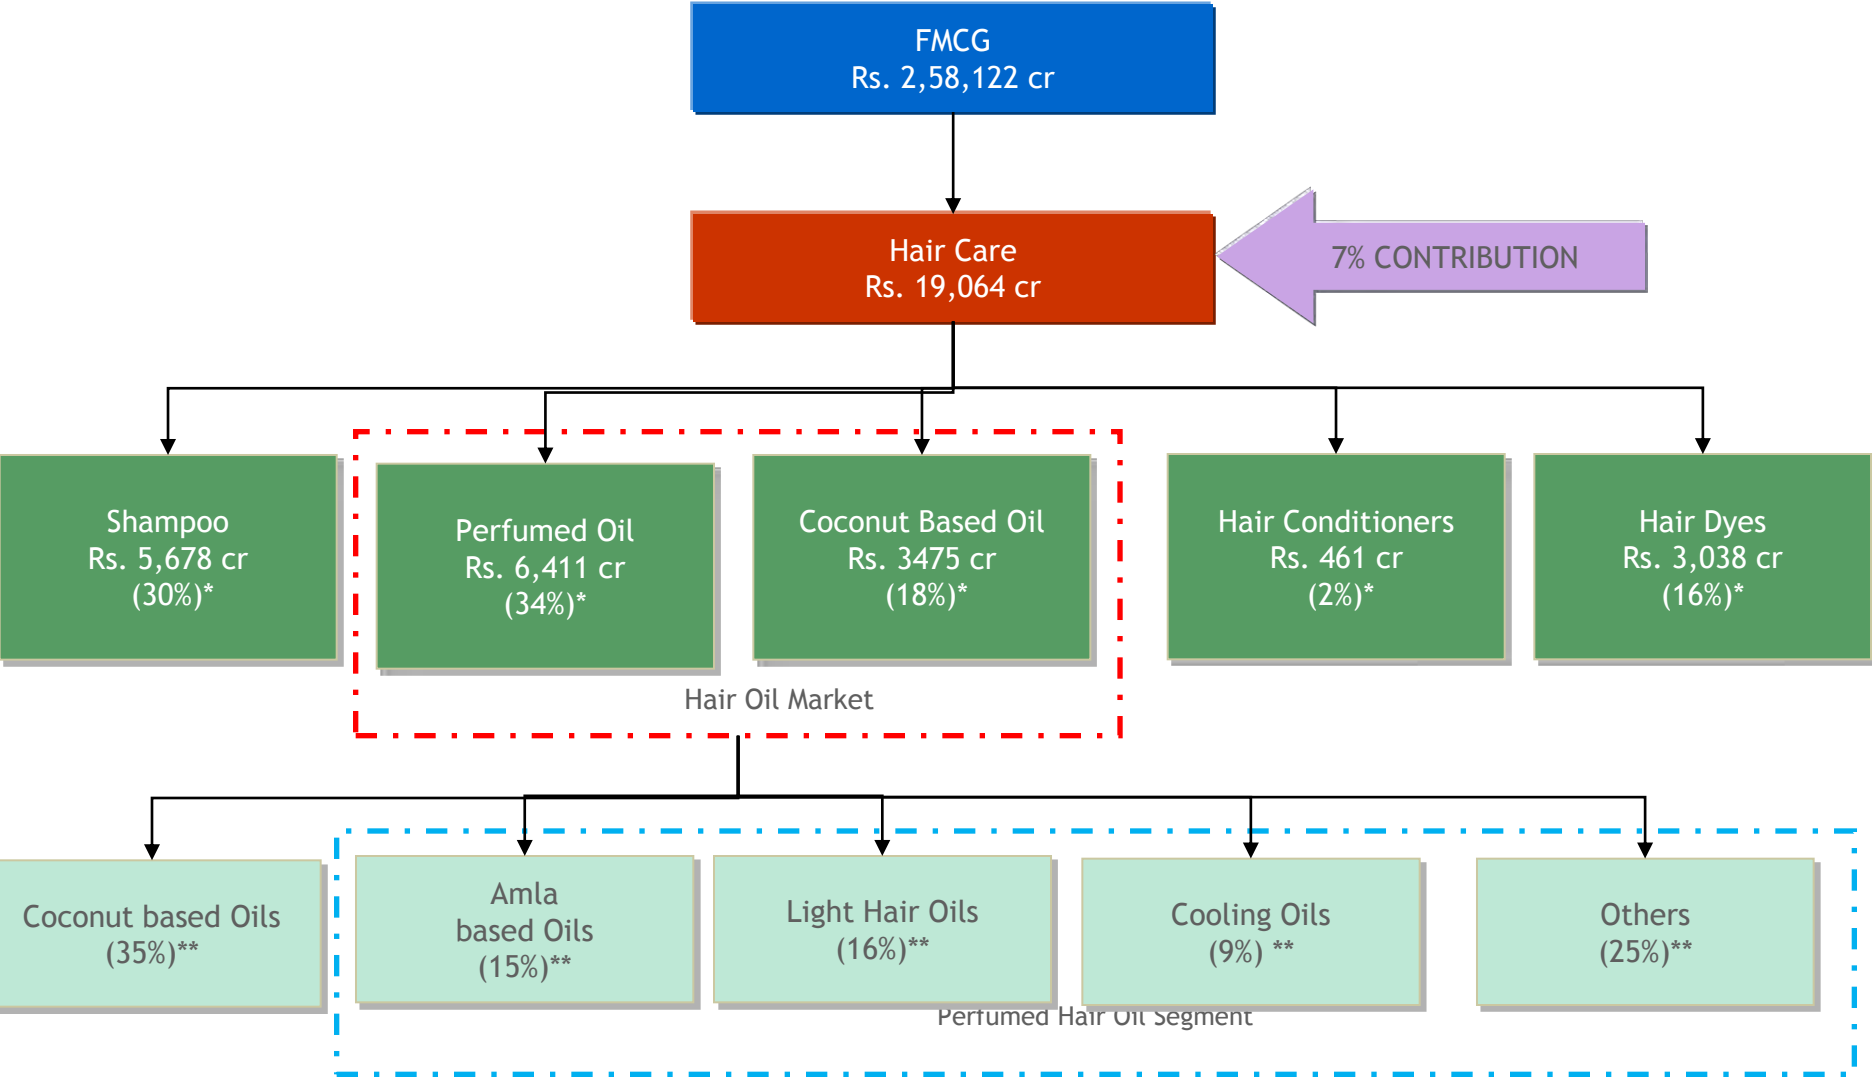 FMCG
Rs. 2,58,122 cr
Hair Care
Rs. 19,064 cr
7% CONTRIBUTION
Shampoo
Rs. 5,678 cr
(30%)*
Perfumed Oil
Rs. 6,411 cr
(34%)*
Coconut Based Oil
Rs. 3475 cr
(18%)*
Hair Conditioners
Rs. 461 cr
(2%)*
Hair Dyes
Rs. 3,038 cr
(16%)*
Hair Oil Market
Coconut based Oils
(35%)**
Amla
based Oils
(15%)**
Light Hair Oils
(16%)**
Cooling Oils
(9%) **
Others
(25%)**
Perfumed Hair Oil Segment